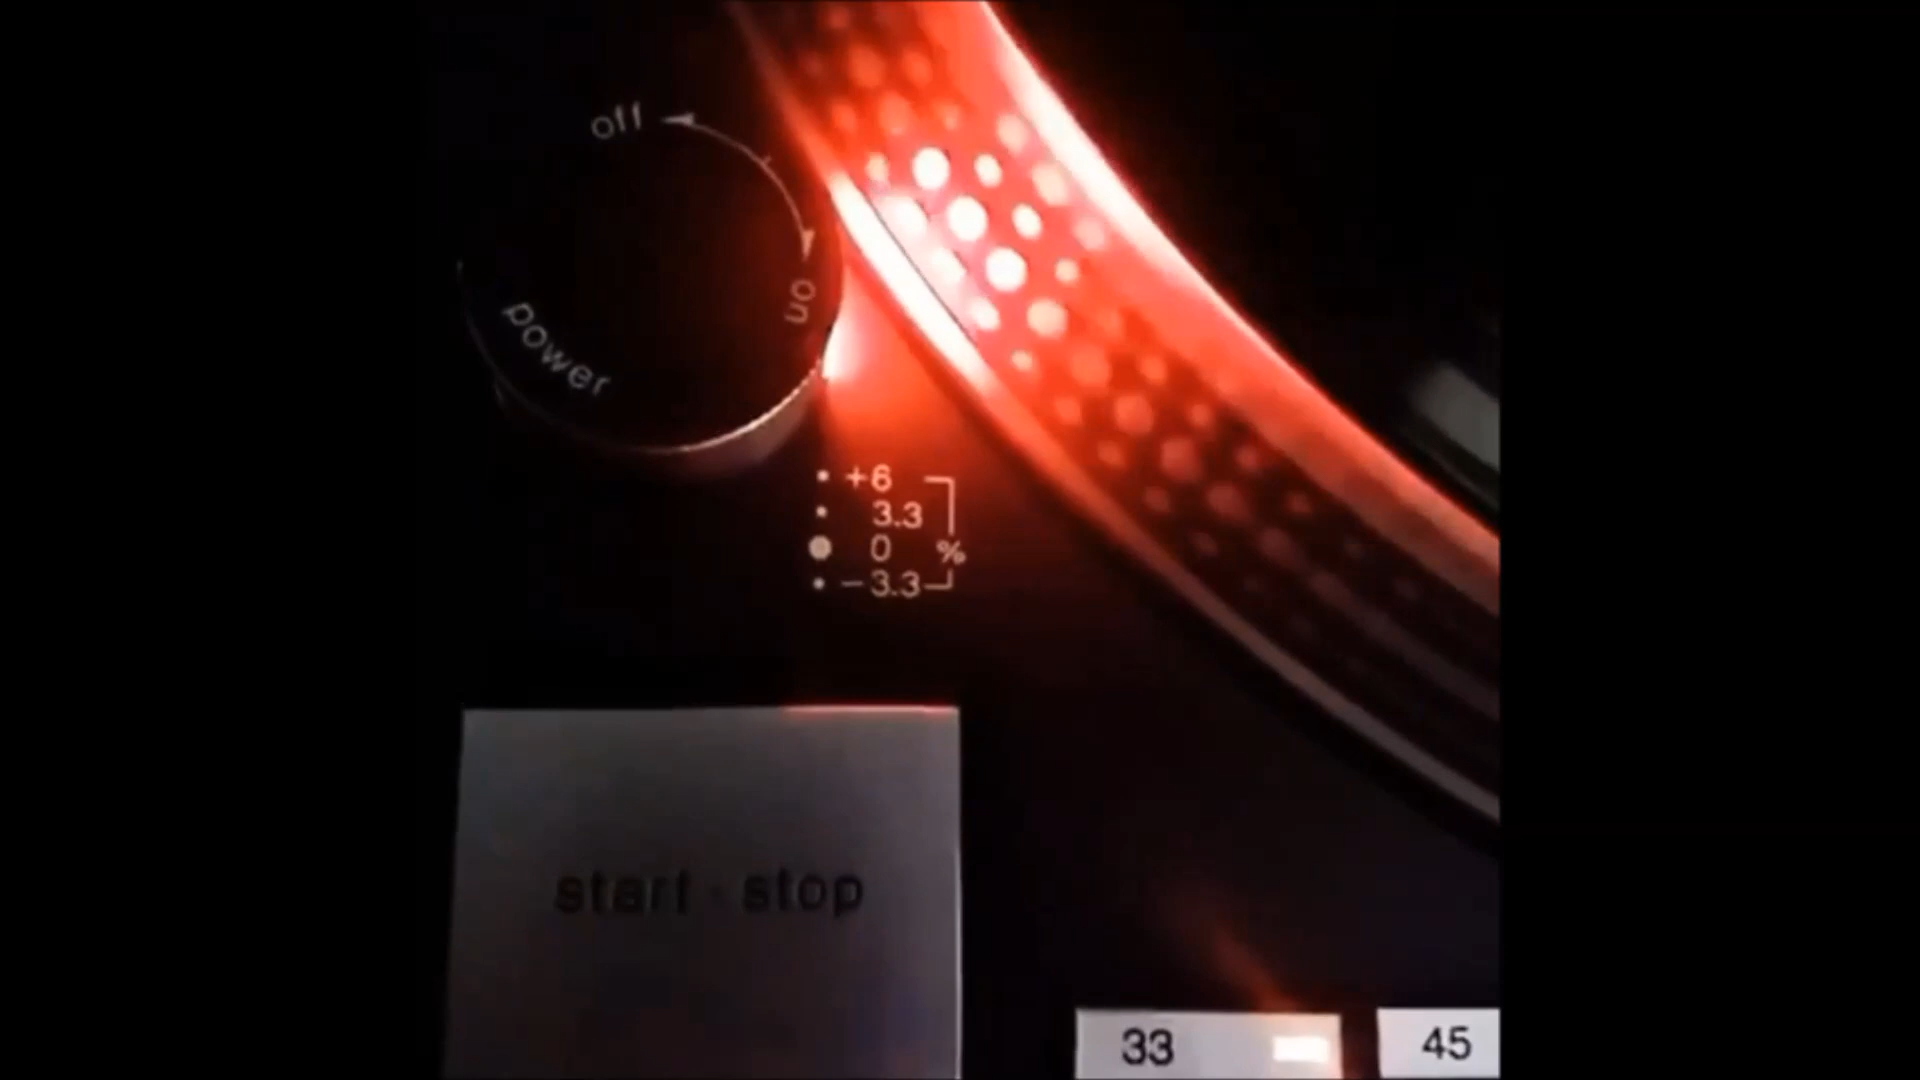 off
on
power
+6
3.3
0 %
−3.3
start · stop
33
45